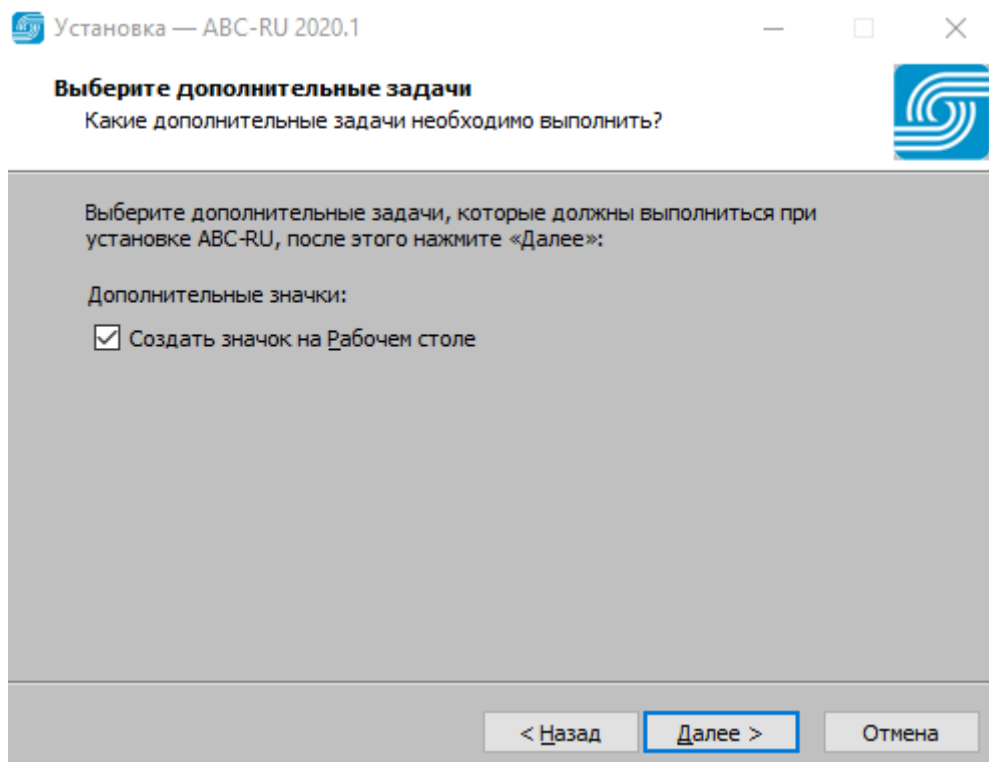 Установка — ABC-RU 2020.1
Выберите дополнительные задачи
Какие дополнительные задачи необходимо выполнить?
Выберите дополнительные задачи, которые должны выполниться при
установке ABC-RU, после этого нажмите «Далее»:
Дополнительные значки:
Создать значок на Рабочем столе
< Назад
Далее >
Отмена